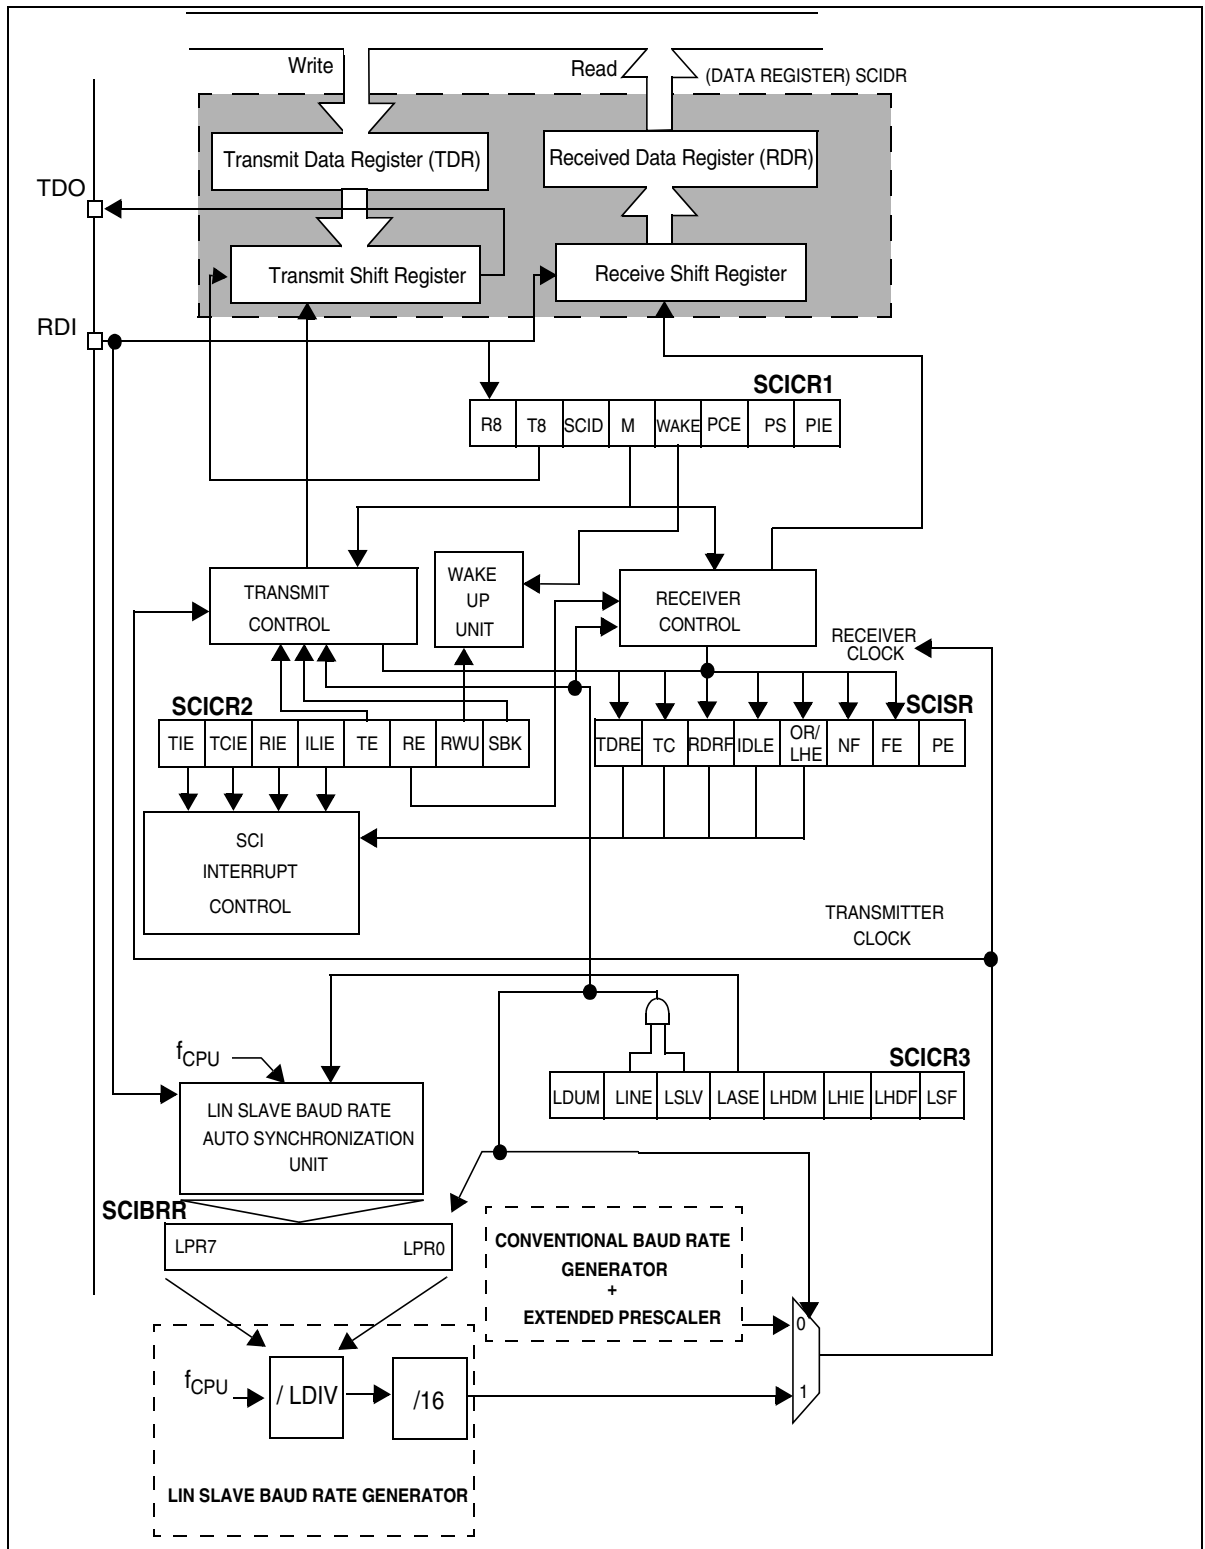 Write
Read
(DATA REGISTER) SCIDR
Transmit Data Register (TDR)
Received Data Register (RDR)
TDO
Transmit Shift Register
Receive Shift Register
RDI
SCICR1
R8 T8 SCID M WAKE PCE PS PIE
TRANSMIT
CONTROL
WAKE
UP
UNIT
RECEIVER
CONTROL
RECEIVER
CLOCK
SCICR2
TIE TCIE RIE ILIE TE RE RWU SBK
SCISR
TDRE TC RDRF IDLE OR/
LHE NF FE PE
SCI
INTERRUPT
CONTROL
TRANSMITTER
CLOCK
fCPU
SCICR3
LDUM LINE LSLV LASE LHDM LHIE LHDF LSF
LIN SLAVE BAUD RATE
AUTO SYNCHRONIZATION
UNIT
SCIBRR
LPR7 LPR0
CONVENTIONAL BAUD RATE
GENERATOR
+
EXTENDED PRESCALER
0
1
fCPU
/ LDIV
/16
LIN SLAVE BAUD RATE GENERATOR